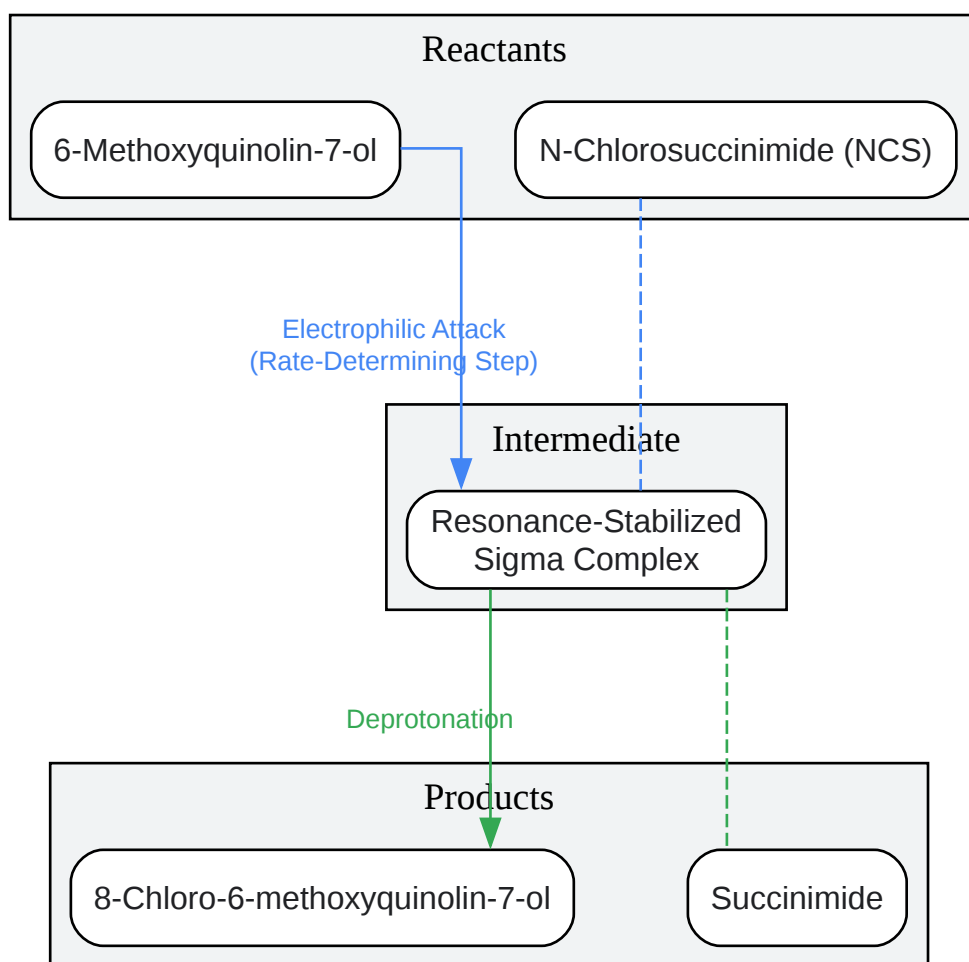 Reactants
6-Methoxyquinolin-7-ol
N-Chlorosuccinimide (NCS)
Electrophilic Attack
(Rate-Determining Step)
Intermediate
Resonance-Stabilized
Sigma Complex
Deprotonation
Products
8-Chloro-6-methoxyquinolin-7-ol
Succinimide